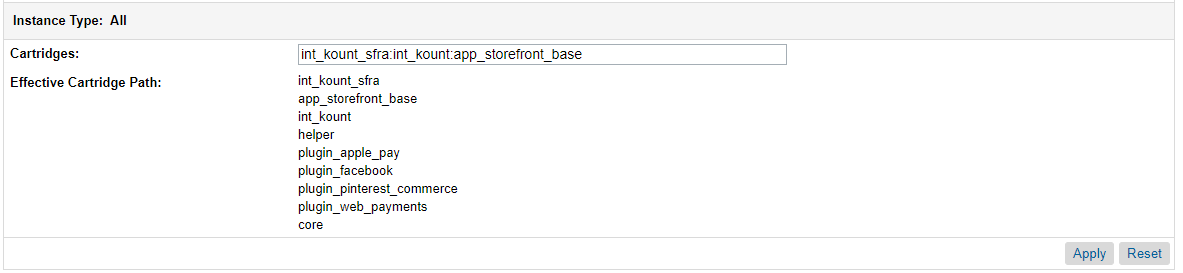 Instance Type: All
Cartridges: int_kount_sfra:int_kount:app_storefront_base
Effective Cartridge Path: int_kount_sfra
app_storefront_base
int_kount
helper
plugin_apple_pay
plugin_facebook
plugin_pinterest_commerce
plugin_web_payments
core
Apply Reset